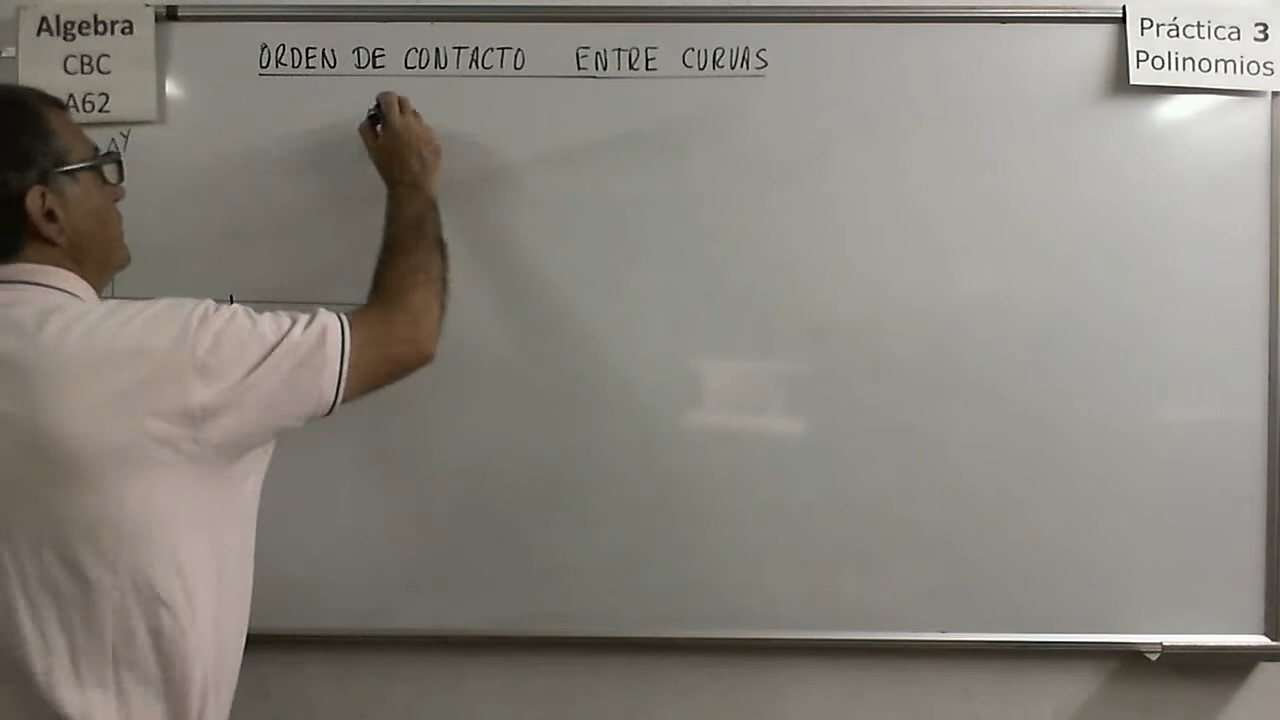 Algebra
CBC
A62
ORDEN DE CONTACTO ENTRE CURVAS
Práctica 3
Polinomios
y